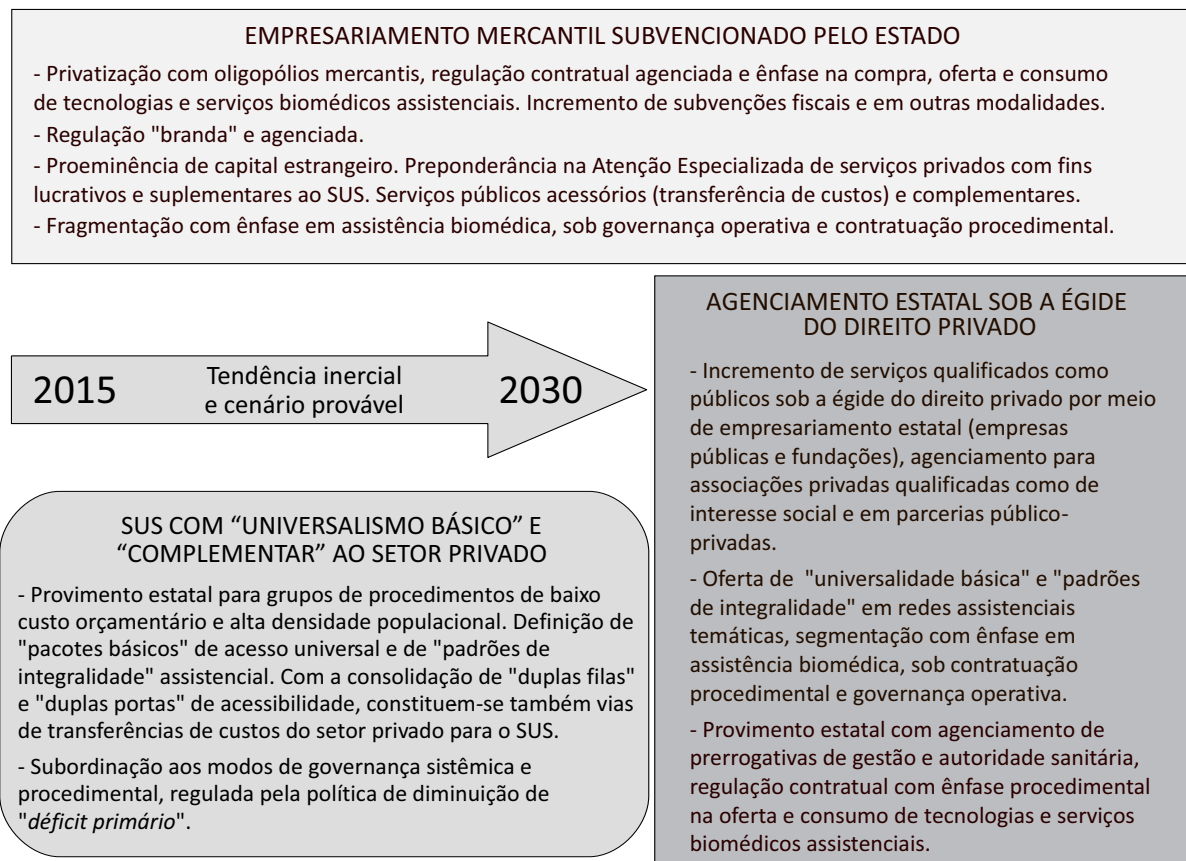 EMPRESARIAMENTO MERCANTIL SUBVENCIONADO PELO ESTADO
- Privatização com oligopólios mercantis, regulação contratual agenciada e ênfase na compra, oferta e consumo
de tecnologias e serviços biomédicos assistenciais. Incremento de subvenções fiscais e em outras modalidades.
- Regulação "branda" e agenciada.
- Proeminência de capital estrangeiro. Preponderância na Atenção Especializada de serviços privados com fins
lucrativos e suplementares ao SUS. Serviços públicos acessórios (transferência de custos) e complementares.
- Fragmentação com ênfase em assistência biomédica, sob governança operativa e contratuação procedimental.
2015
Tendência inercial
e cenário provável
2030
SUS COM “UNIVERSALISMO BÁSICO” E
“COMPLEMENTAR” AO SETOR PRIVADO
- Provimento estatal para grupos de procedimentos de baixo
custo orçamentário e alta densidade populacional. Definição de
"pacotes básicos" de acesso universal e de "padrões de
integralidade" assistencial. Com a consolidação de "duplas filas"
e "duplas portas" de acessibilidade, constituem-se também vias
de transferências de custos do setor privado para o SUS.
- Subordinação aos modos de governança sistêmica e
procedimental, regulada pela política de diminuição de
"déficit primário".
AGENCIAMENTO ESTATAL SOB A ÉGIDE
DO DIREITO PRIVADO
- Incremento de serviços qualificados como
públicos sob a égide do direito privado por meio
de empresariamento estatal (empresas
públicas e fundações), agenciamento para
associações privadas qualificadas como de
interesse social e em parcerias público-
privadas.
- Oferta de "universalidade básica" e "padrões
de integralidade" em redes assistenciais
temáticas, segmentação com ênfase em
assistência biomédica, sob contratuação
procedimental e governança operativa.
- Provimento estatal com agenciamento de
prerrogativas de gestão e autoridade sanitária,
regulação contratual com ênfase procedimental
na oferta e consumo de tecnologias e serviços
biomédicos assistenciais.